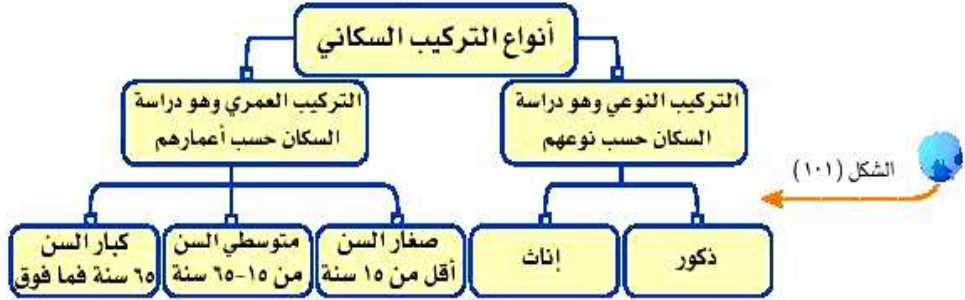 أنواع التركيب السكاني
التركيب النوعي وهو دراسة
السكان حسب نوعهم
التركيب العمري وهو دراسة
السكان حسب أعمارهم
الشكل (١٠١)
ذكور
إناث
صغار السن
أقل من ١٥ سنة
متوسطي السن
من ١٥-٦٥ سنة
كبار السن
٦٥ سنة فما فوق